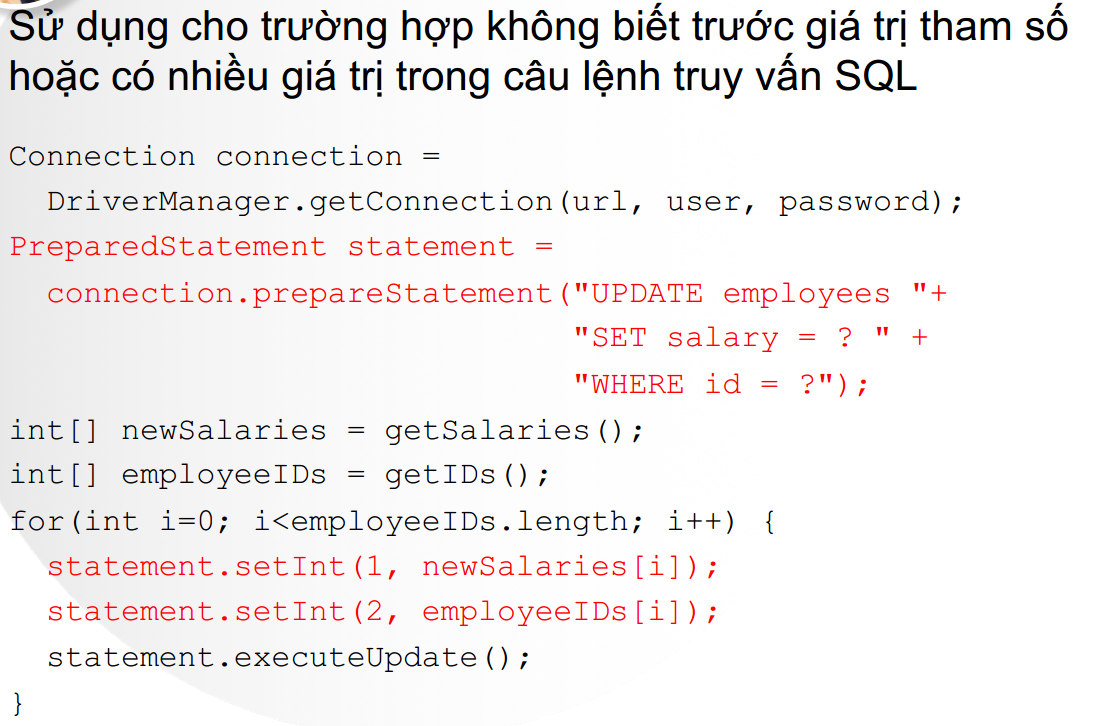 Sử dụng cho trường hợp không biết trước giá trị tham số
hoặc có nhiều giá trị trong câu lệnh truy vấn SQL
Connection connection =
DriverManager.getConnection(url, user, password);
PreparedStatement statement =
connection.prepareStatement("UPDATE employees "+
"SET salary = ? " +
"WHERE id = ?");
int[] newSalaries = getSalaries();
int[] employeeIDs = getIDs();
for(int i=0; i<employeeIDs.length; i++) {
statement.setInt(1, newSalaries[i]);
statement.setInt(2, employeeIDs[i]);
statement.executeUpdate();
}